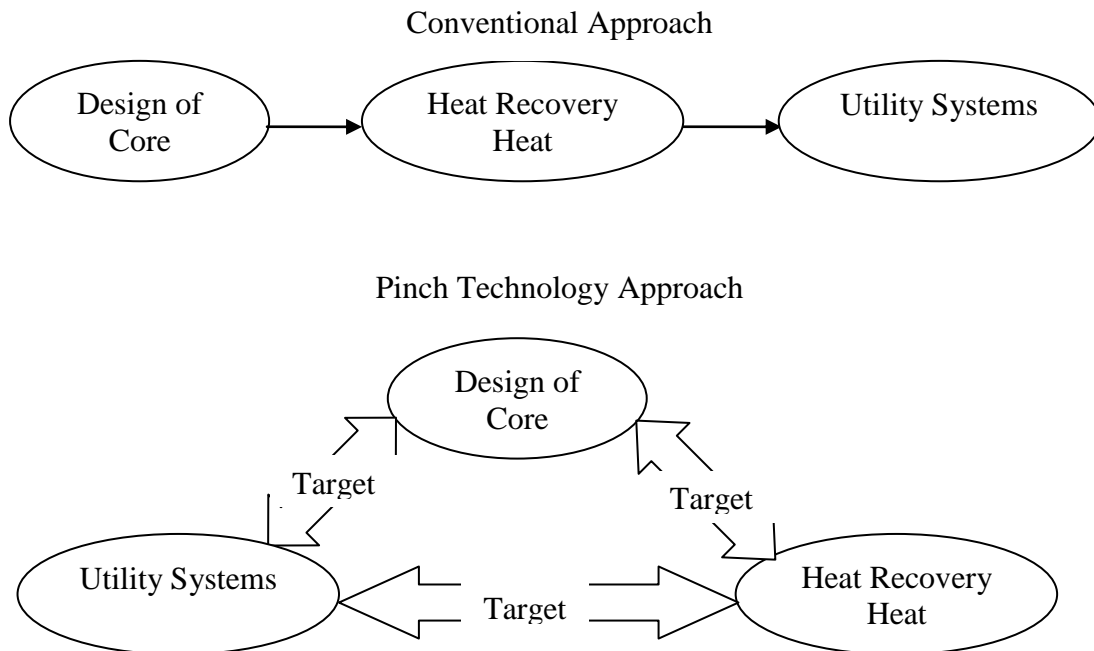 Conventional Approach
Design of
Core
Heat Recovery
Heat
Utility Systems
Pinch Technology Approach
Design of
Core
Target
Target
Utility Systems
Target
Heat Recovery
Heat